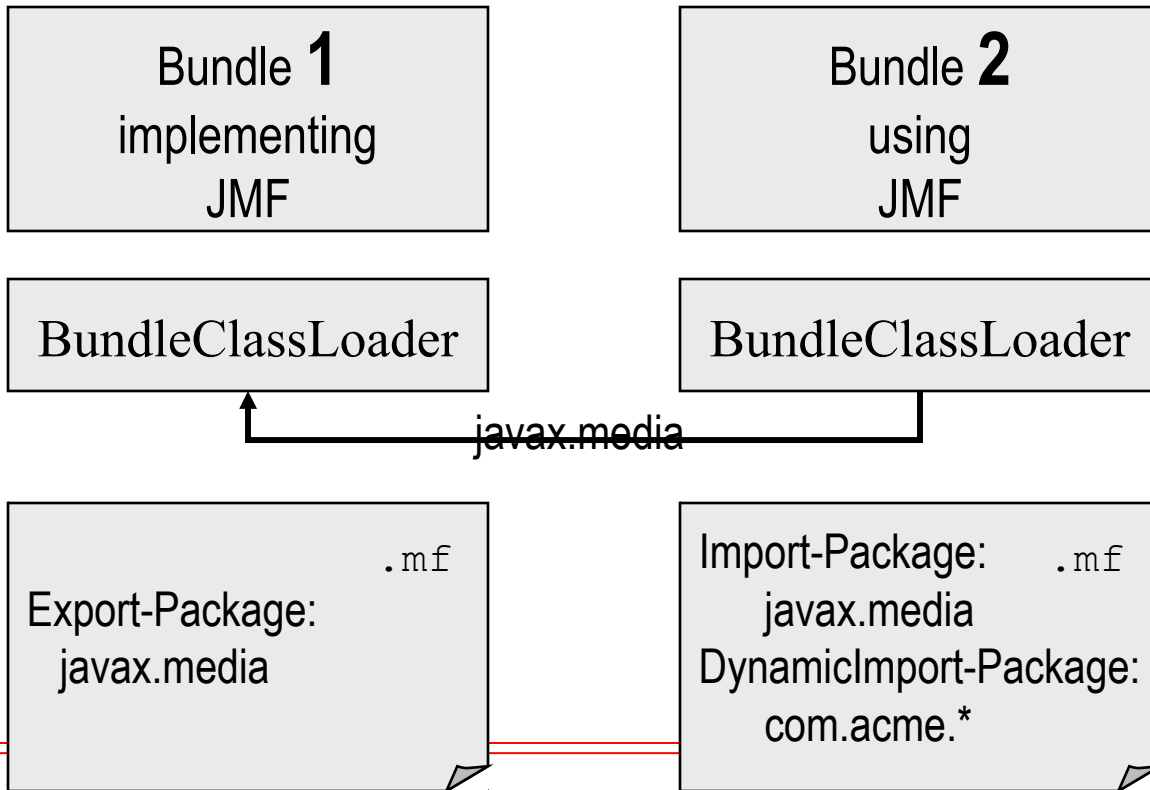 Bundle 1
implementing
JMF
Bundle 2
using
JMF
BundleClassLoader
BundleClassLoader
javax.media
.mf
Export-Package:
javax.media
Import-Package: .mf
javax.media
DynamicImport-Package:
com.acme.*